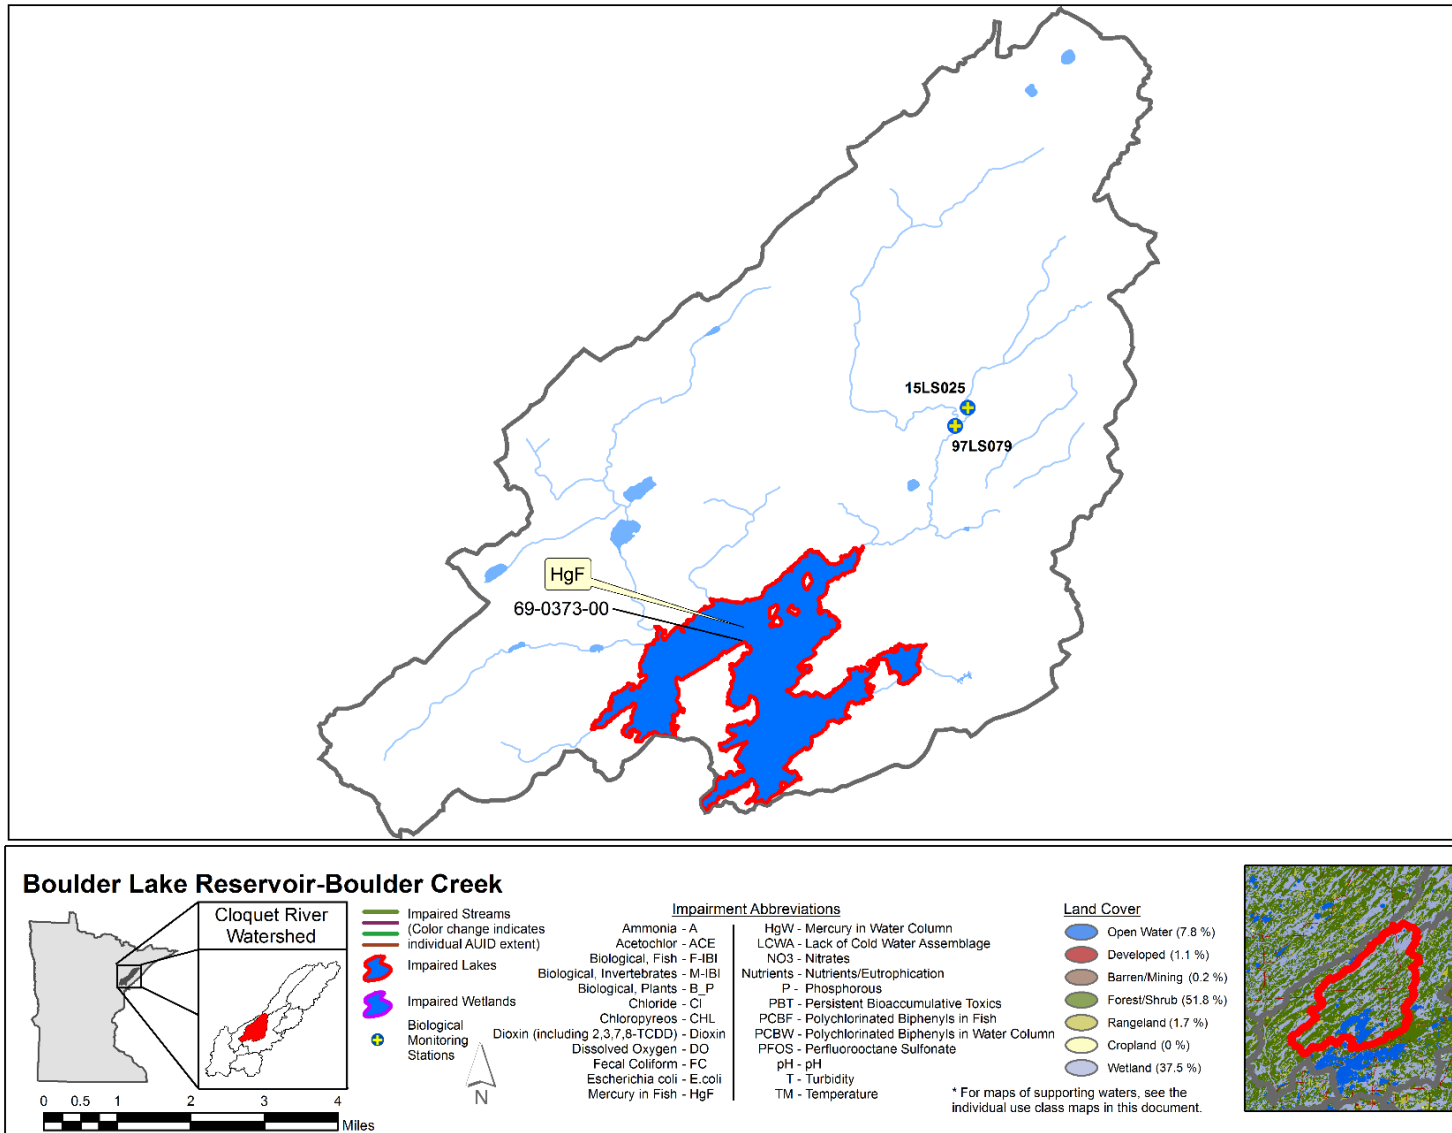 15LS025
97LS079
HgF
69-0373-00
Boulder Lake Reservoir-Boulder Creek
Cloquet River
Watershed
Impaired Streams
(Color change indicates
individual AUID extent)
Impaired Lakes
Impaired Wetlands
Biological
Monitoring
Stations
N
0 0.5 1 2 3 4
Miles
Impairment Abbreviations
Ammonia - A
Acetochlor - ACE
Biological, Fish - F-IBI
Biological, Invertebrates - M-IBI
Biological, Plants - B_P
Chloride - Cl
Chloropyreos - CHL
Dioxin (including 2,3,7,8-TCDD) - Dioxin
Dissolved Oxygen - DO
Fecal Coliform - FC
Escherichia coli - E.coli
Mercury in Fish - HgF
HgW - Mercury in Water Column
LCWA - Lack of Cold Water Assemblage
NO3 - Nitrates
Nutrients - Nutrients/Eutrophication
P - Phosphorous
PBT - Persistent Bioaccumulative Toxics
PCBF - Polychlorinated Biphenyls in Fish
PCBW - Polychlorinated Biphenyls in Water Column
PFOS - Perfluorooctane Sulfonate
pH - pH
T - Turbidity
TM - Temperature
Land Cover
Open Water (7.8 %)
Developed (1.1 %)
Barren/Mining (0.2 %)
Forest/Shrub (51.8 %)
Rangeland (1.7 %)
Cropland (0 %)
Wetland (37.5 %)
* For maps of supporting waters, see the
individual use class maps in this document.